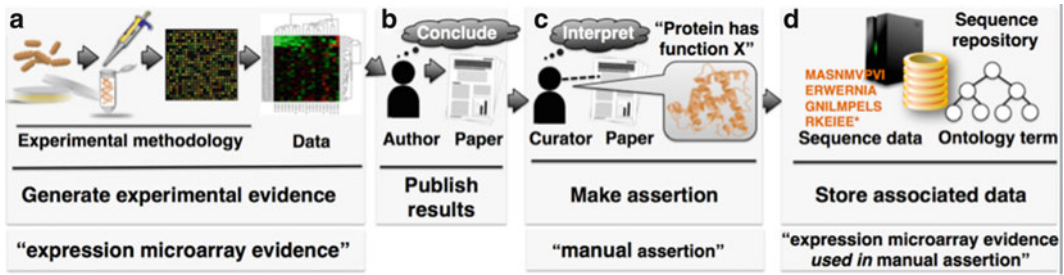 a
Experimental methodology
Data
Generate experimental evidence
“expression microarray evidence”
b
Conclude
Author
Paper
Publish
results
c
Interpret
“Protein has
function X”
Curator
Paper
Make assertion
“manual assertion”
d
Sequence
repository
MASNMVPVI
ERWERNIA
GNILMPELS
RKEIEE*
Sequence data
Ontology term
Store associated data
“expression microarray evidence
used in manual assertion”